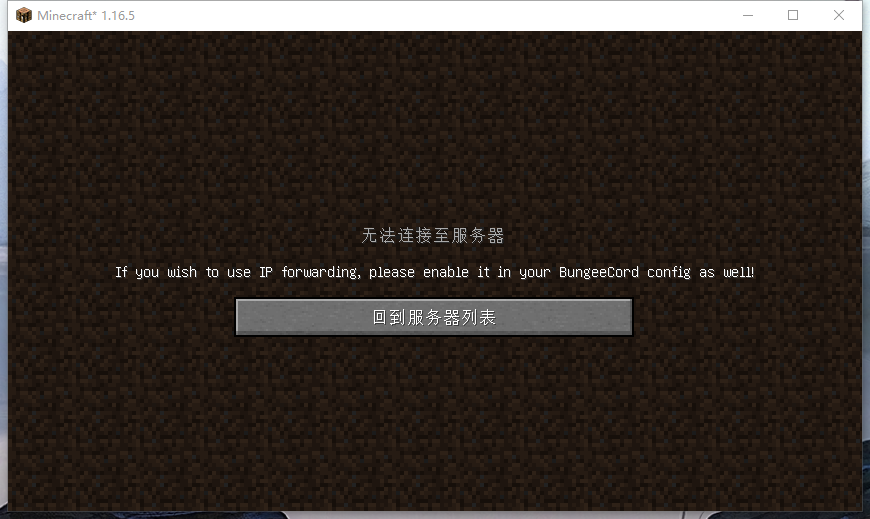 Minecraft* 1.16.5
无法连接至服务器
If you wish to use IP forwarding, please enable it in your BungeeCord config as well!
回到服务器列表